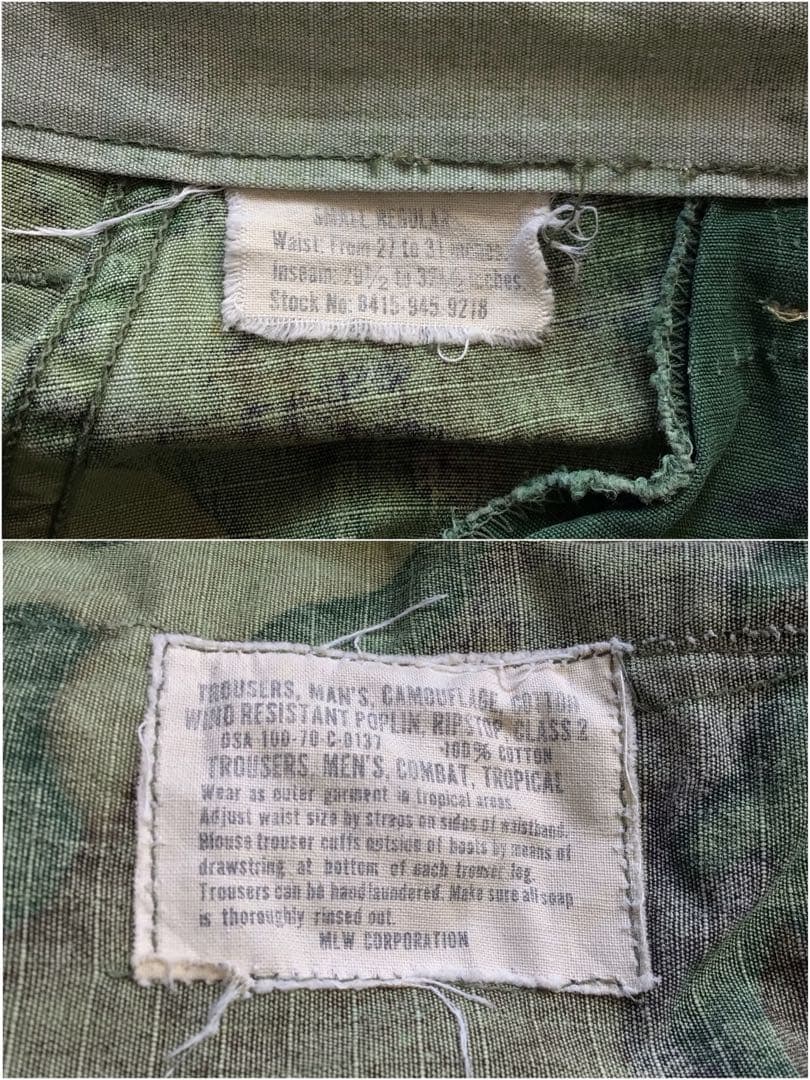 SMALL REGULAR
Waist: From 27 to 31 inches.
Inseam: 29½ to 32½ inches.
Stock No: 8415-945-9278
TROUSERS, MAN'S, CAMOUFLAGE, COTTON
WIND RESISTANT POPLIN, RIPSTOP, CLASS 2
DSA 100-70-C-0137 100% COTTON
TROUSERS, MEN'S, COMBAT, TROPICAL
Wear as outer garment in tropical areas.
Adjust waist size by straps on sides of waistband.
Blouse trouser cuffs outside of boots by means of
drawstring at bottom of each trouser leg.
Trousers can be handlaundered. Make sure all soap
is thoroughly rinsed out.
MLW CORPORATION